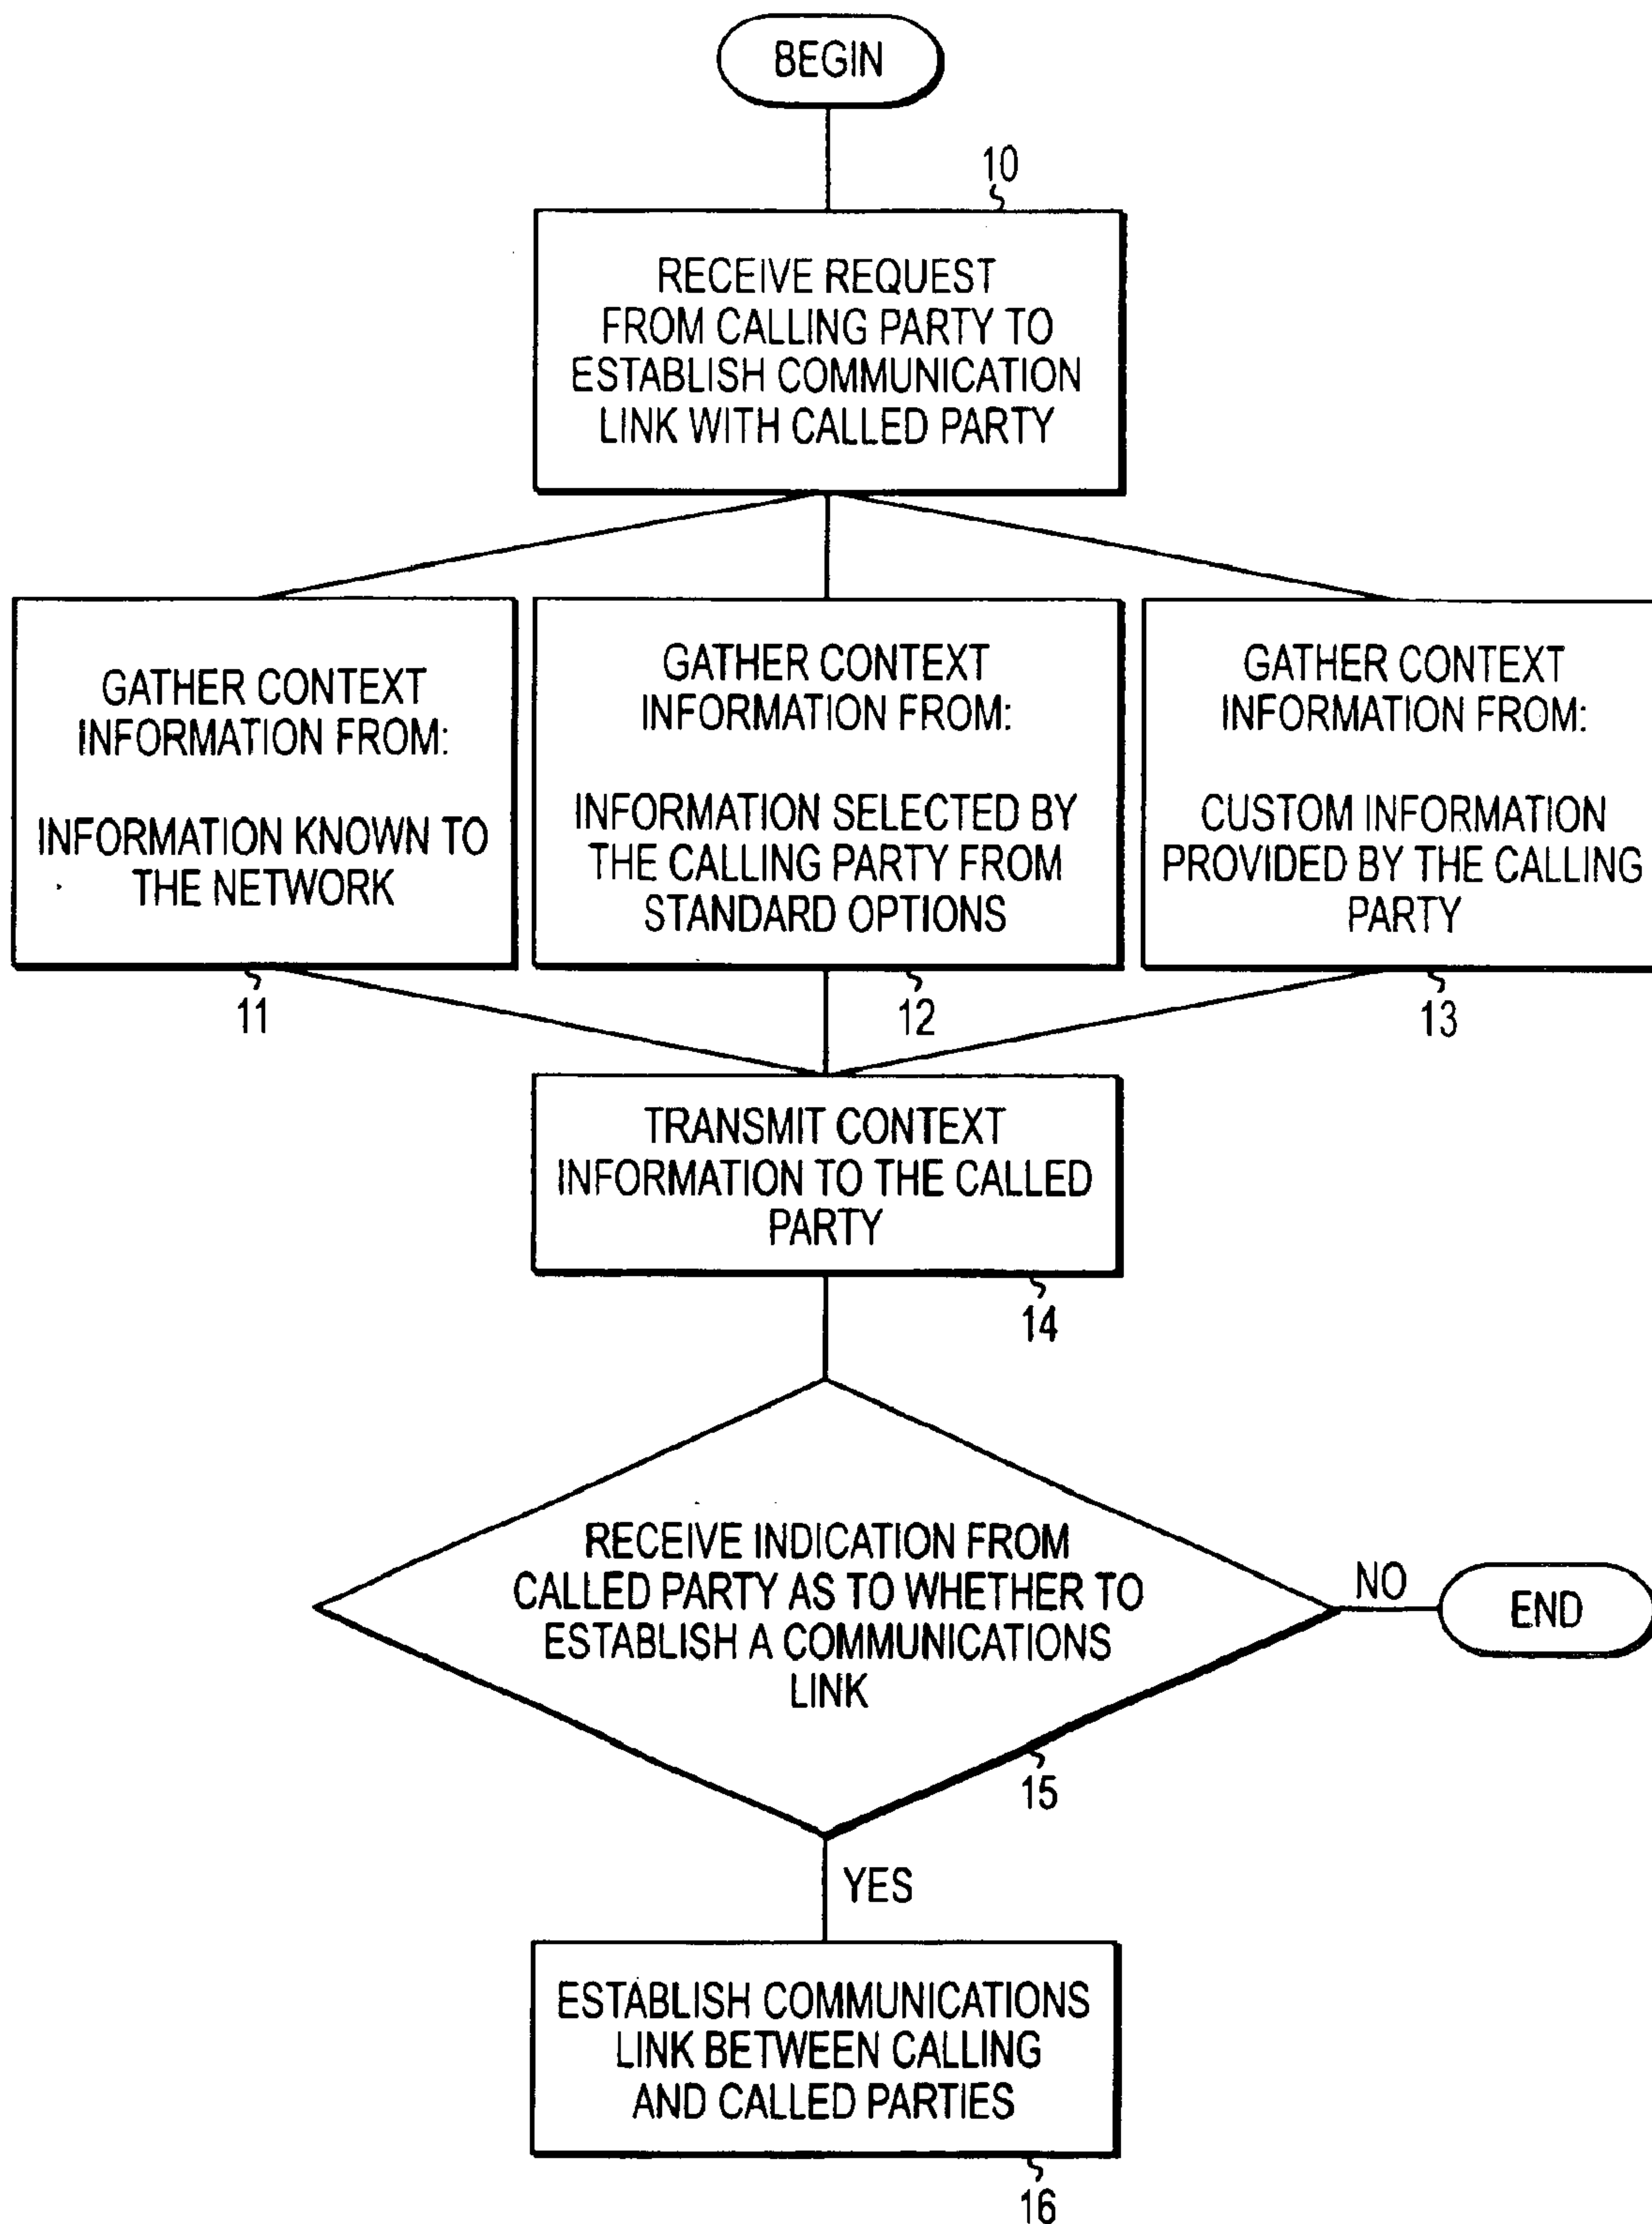 BEGIN
10
RECEIVE REQUEST
FROM CALLING PARTY TO
ESTABLISH COMMUNICATION
LINK WITH CALLED PARTY
GATHER CONTEXT
INFORMATION FROM:
INFORMATION KNOWN TO
THE NETWORK
11
GATHER CONTEXT
INFORMATION FROM:
INFORMATION SELECTED BY
THE CALLING PARTY FROM
STANDARD OPTIONS
12
GATHER CONTEXT
INFORMATION FROM:
CUSTOM INFORMATION
PROVIDED BY THE CALLING
PARTY
13
TRANSMIT CONTEXT
INFORMATION TO THE CALLED
PARTY
14
RECEIVE INDICATION FROM
CALLED PARTY AS TO WHETHER TO
ESTABLISH A COMMUNICATIONS
LINK
15
NO
END
YES
ESTABLISH COMMUNICATIONS
LINK BETWEEN CALLING
AND CALLED PARTIES
16